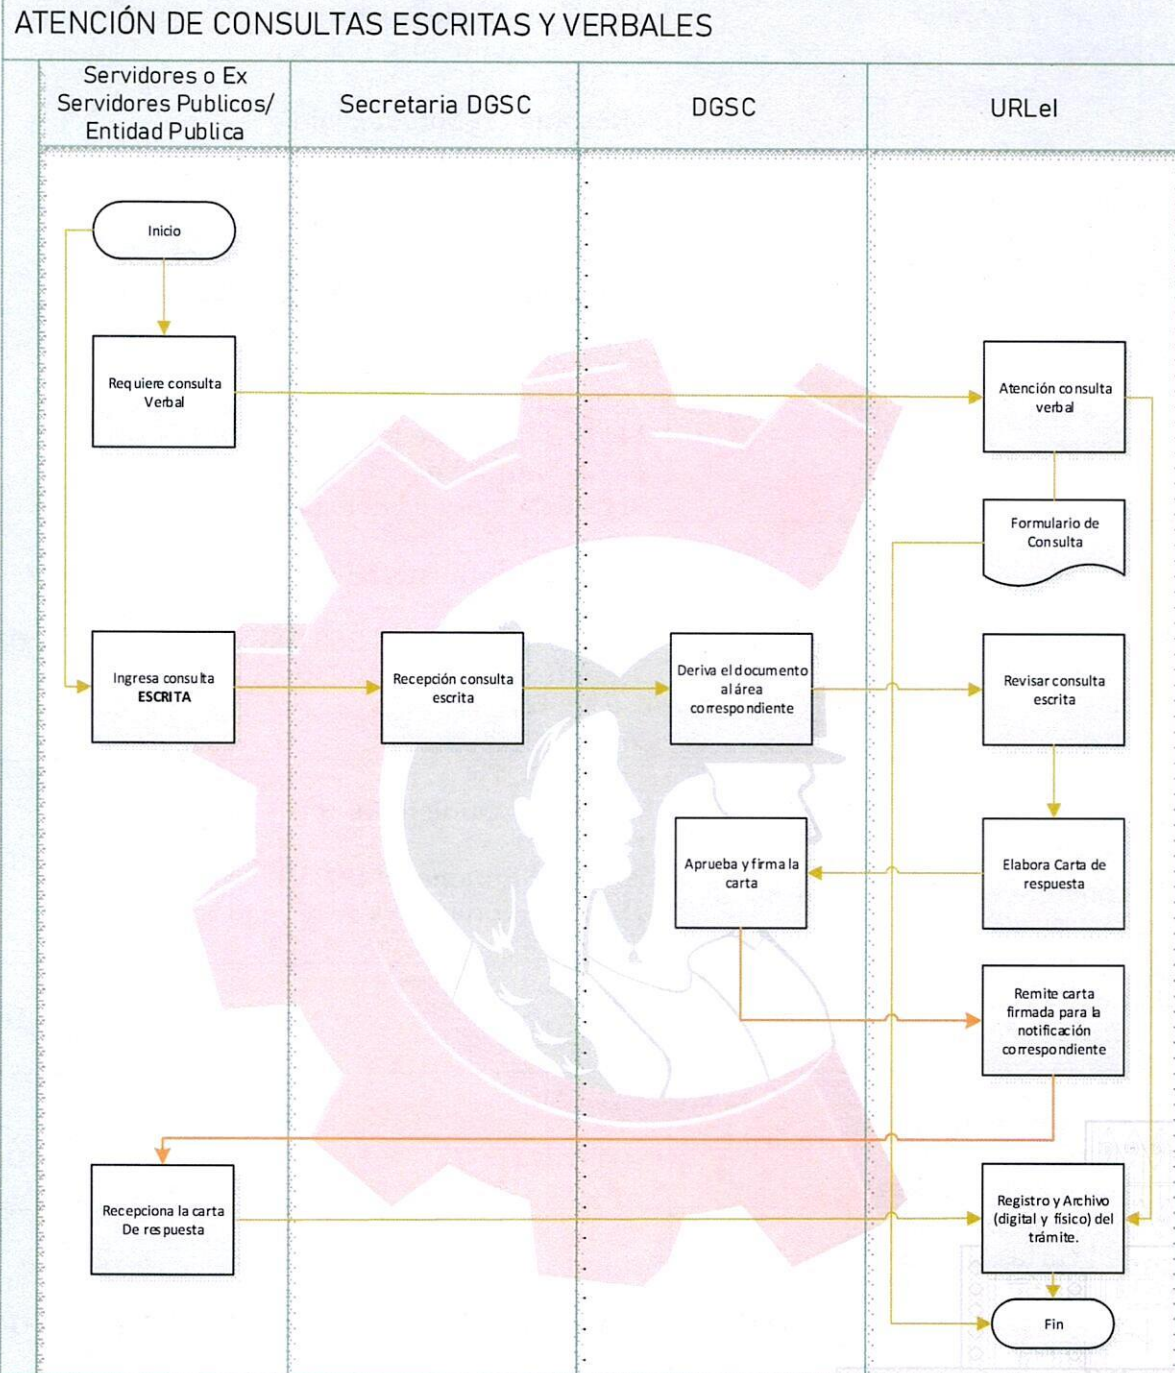 ATENCIÓN DE CONSULTAS ESCRITAS Y VERBALES
Servidores o Ex
Servidores Publicos/
Entidad Publica
Secretaria DGSC
DGSC
URLeI
Inicio
Requiere consulta
Verbal
Atención consulta
verbal
Formulario de
Consulta
Ingresa consulta
ESCRITA
Recepción consulta
escrita
Deriva el documento
al área
correspondiente
Revisar consulta
escrita
Aprueba y firma la
carta
Elabora Carta de
respuesta
Remite carta
firmada para la
notificación
correspondiente
Recepciona la carta
De respuesta
Registro y Archivo
(digital y físico) del
trámite.
Fin